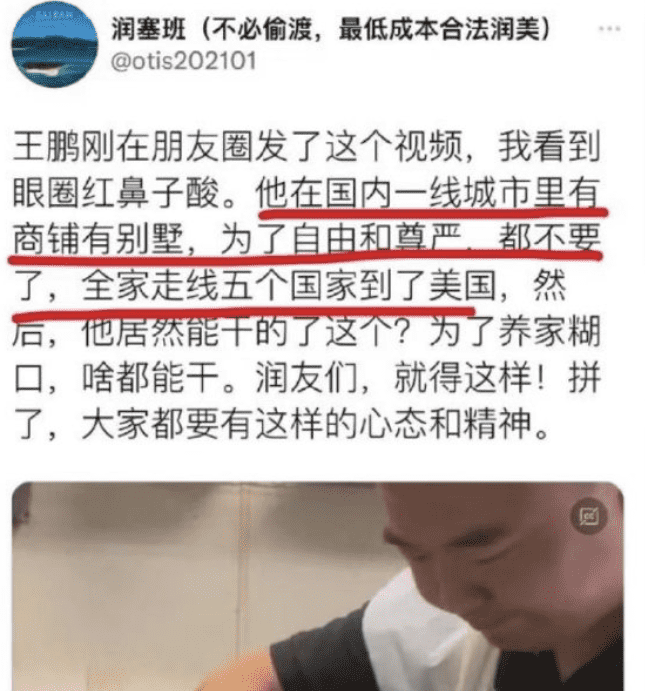 润塞班（不必偷渡，最低成本合法润美）
@otis202101
王鹏刚在朋友圈发了这个视频，我看到
眼圈红鼻子酸。他在国内一线城市里有
商铺有别墅，为了自由和尊严，都不要
了，全家走线五个国家到了美国，然
后，他居然能干的了这个？为了养家糊
口，啥都能干。润友们，就得这样！拼
了，大家都要有这样的心态和精神。